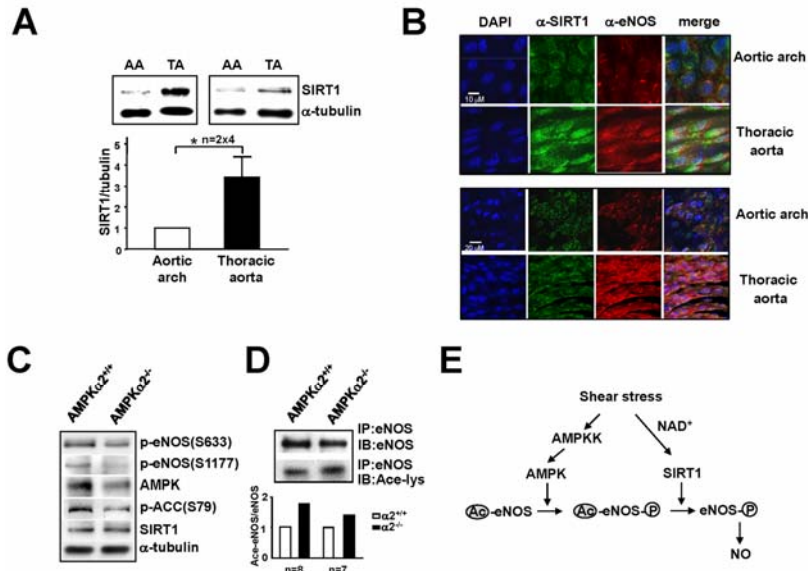 A
AA TA AA TA
SIRT1
α-tubulin
* n=2x4
SIRT1/tubulin
5
4
3
2
1
Aortic arch
Thoracic aorta
B
DAPI α-SIRT1 α-eNOS merge
Aortic arch
10 μM
Thoracic aorta
Aortic arch
20 μM
Thoracic aorta
C
AMPKα2+/+
AMPKα2-/-
p-eNOS(S633)
p-eNOS(S1177)
AMPK
p-ACC(S79)
SIRT1
α-tubulin
D
AMPKα2+/+
AMPKα2-/-
IP:eNOS
IB:eNOS
IP:eNOS
IB:Ace-lys
Ace-eNOS/eNOS
2
1
0
α2+/+
α2-/-
n=8 n=7
E
Shear stress
AMPKK NAD+
AMPK SIRT1
Ac-eNOS Ac-eNOS-P eNOS-P
NO